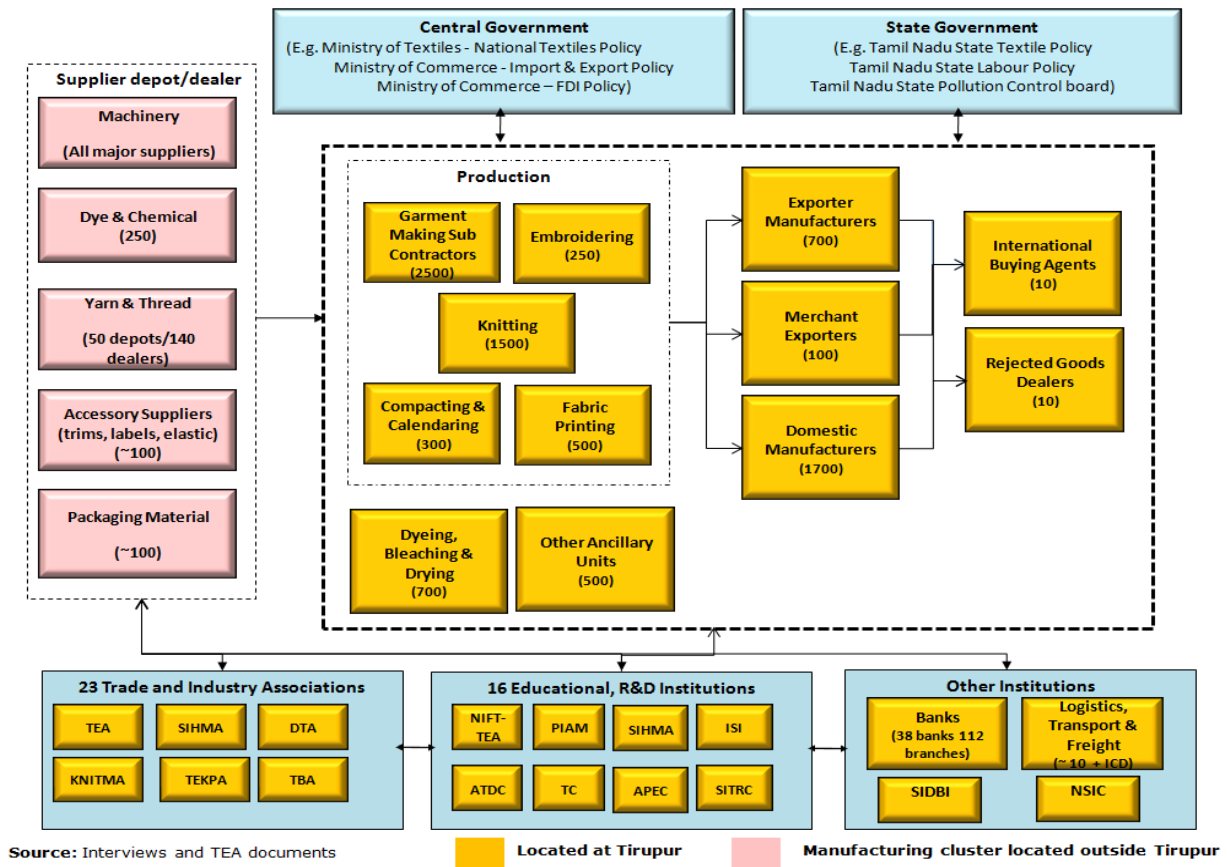 Central Government
(E.g. Ministry of Textiles - National Textiles Policy
Ministry of Commerce - Import & Export Policy
Ministry of Commerce – FDI Policy)
State Government
(E.g. Tamil Nadu State Textile Policy
Tamil Nadu State Labour Policy
Tamil Nadu State Pollution Control board)
Supplier depot/dealer
Machinery
(All major suppliers)
Dye & Chemical
(250)
Yarn & Thread
(50 depots/140
dealers)
Accessory Suppliers
(trims, labels, elastic)
(~100)
Packaging Material
(~100)
Production
Garment
Making Sub
Contractors
(2500)
Embroidering
(250)
Knitting
(1500)
Compacting &
Calendaring
(300)
Fabric
Printing
(500)
Dyeing,
Bleaching &
Drying
(700)
Other Ancillary
Units
(500)
Exporter
Manufacturers
(700)
Merchant
Exporters
(100)
Domestic
Manufacturers
(1700)
International
Buying Agents
(10)
Rejected Goods
Dealers
(10)
23 Trade and Industry Associations
TEA
SIHMA
DTA
KNITMA
TEKPA
TBA
16 Educational, R&D Institutions
NIFT-
TEA
PIAM
SIHMA
ISI
ATDC
TC
APEC
SITRC
Other Institutions
Banks
(38 banks 112
branches)
Logistics,
Transport &
Freight
(~ 10 + ICD)
SIDBI
NSIC
Source: Interviews and TEA documents
Located at Tirupur
Manufacturing cluster located outside Tirupur